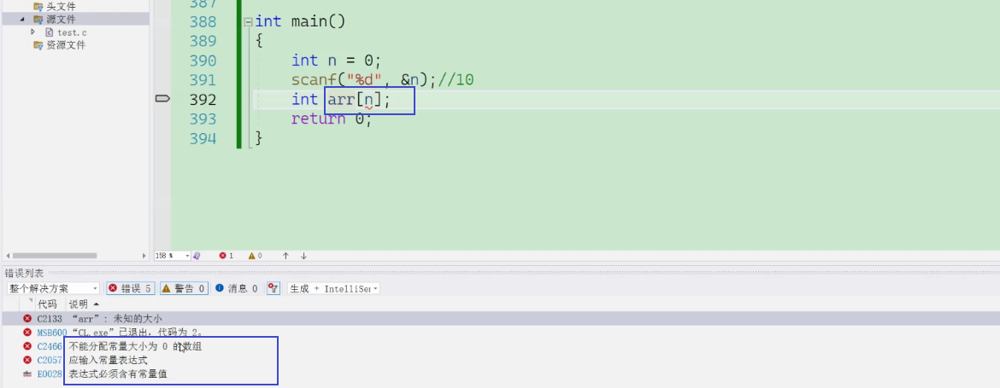 头文件
源文件
test.c
资源文件
387
388 int main()
389 {
390 int n = 0;
391 scanf("%d", &n);//10
392 int arr[n];
393 return 0;
394 }
158 %
1
0
错误列表
整个解决方案
错误 5
警告 0
消息 0
生成 + IntelliSe
代码 说明
C2133 “arr”: 未知的大小
MSB600 “CL.exe”已退出，代码为 2。
C2466 不能分配常量大小为 0 的数组
C2057 应输入常量表达式
abc E0028 表达式必须含有常量值